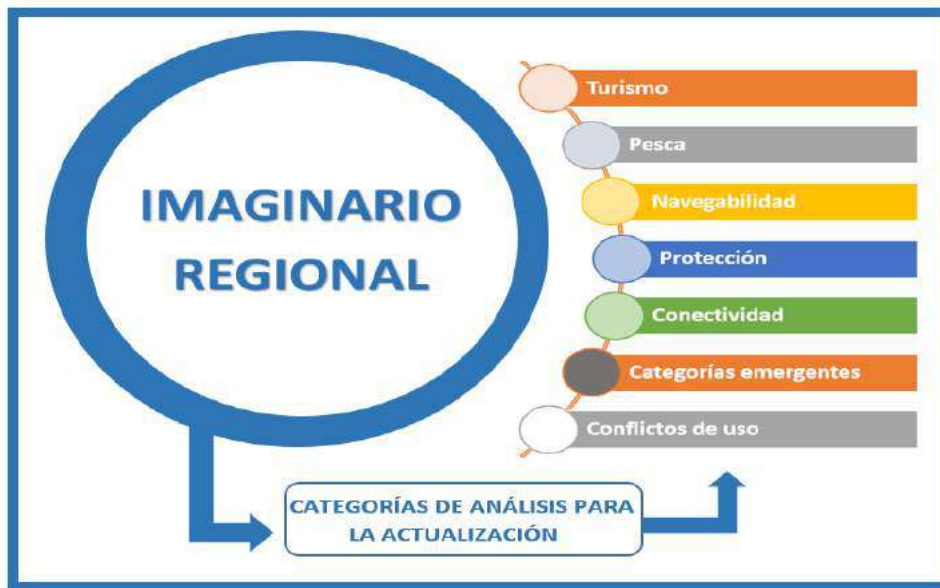 IMAGINARIO
REGIONAL
Turismo
Pesca
Navegabilidad
Protección
Conectividad
Categorías emergentes
Conflictos de uso
CATEGORÍAS DE ANÁLISIS PARA
LA ACTUALIZACIÓN